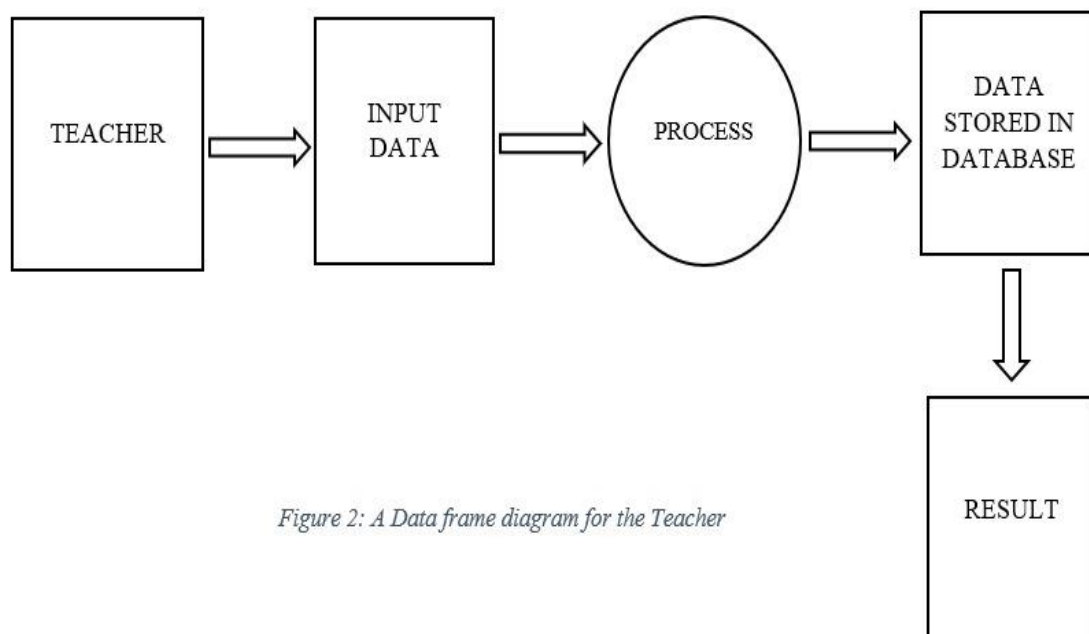 TEACHER
INPUT
DATA
PROCESS
DATA
STORED IN
DATABASE
RESULT
Figure 2: A Data frame diagram for the Teacher